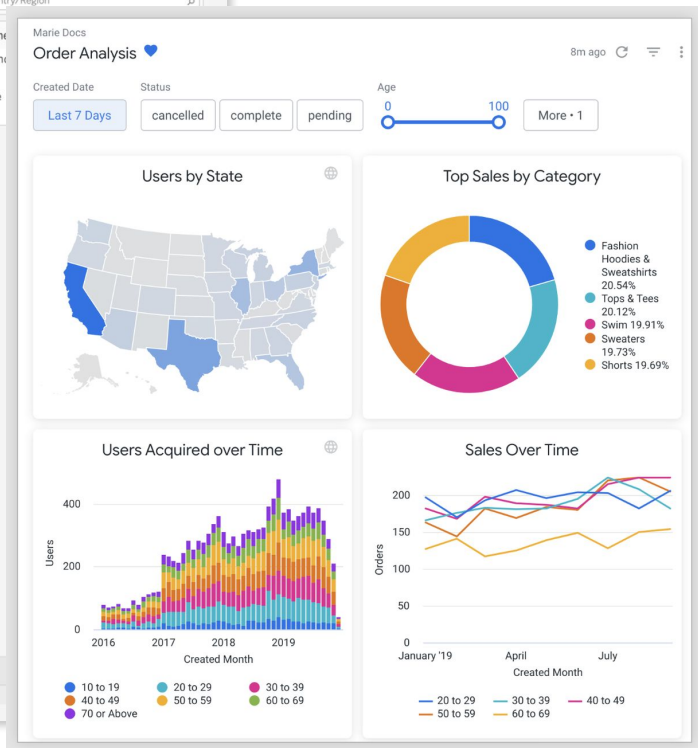 Marie Docs
Order Analysis
8m ago
Created Date
Status
Age
Last 7 Days
cancelled
complete
pending
0
100
More • 1
Users by State
Top Sales by Category
Fashion
Hoodies &
Sweatshirts
20.54%
Tops & Tees
20.12%
Swim 19.91%
Sweaters
19.73%
Shorts 19.69%
Users Acquired over Time
Users
400
200
0
2016
2017
2018
2019
Created Month
10 to 19
20 to 29
30 to 39
40 to 49
50 to 59
60 to 69
70 or Above
Sales Over Time
Orders
200
150
100
50
0
January '19
April
July
Created Month
20 to 29
30 to 39
40 to 49
50 to 59
60 to 69